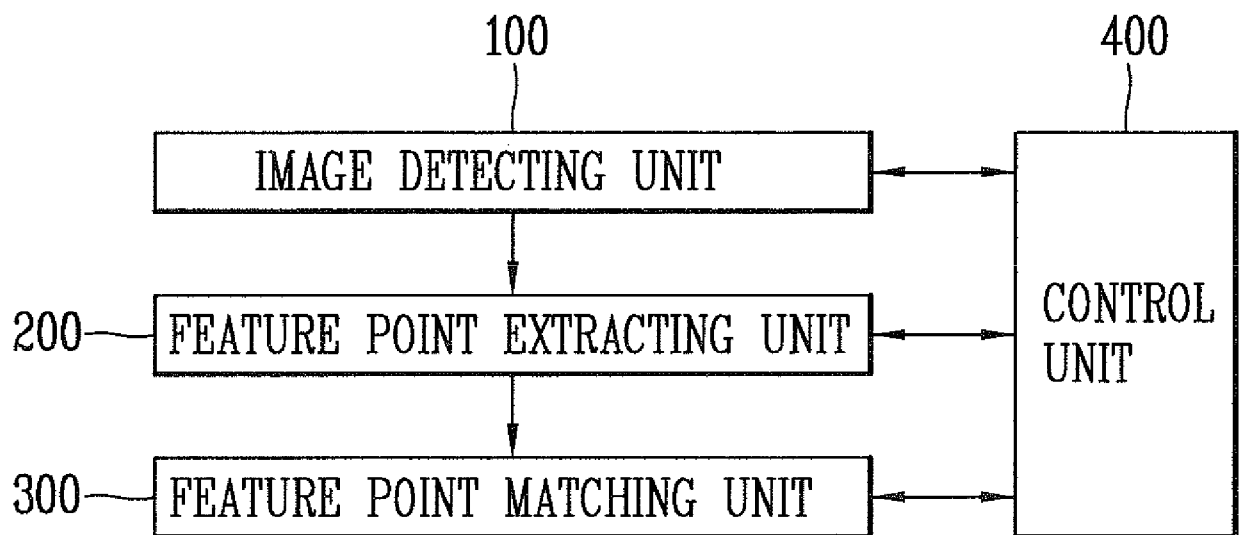 100
400
IMAGE DETECTING UNIT
200
FEATURE POINT EXTRACTING UNIT
CONTROL
UNIT
300
FEATURE POINT MATCHING UNIT